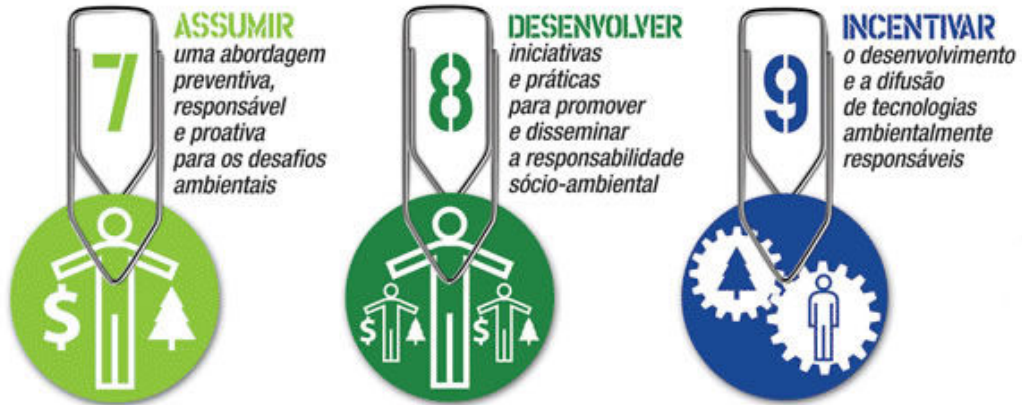 7
ASSUMIR
uma abordagem
preventiva,
responsável
e proativa
para os desafios
ambientais
$
8
DESENVOLVER
iniciativas
e práticas
para promover
e disseminar
a responsabilidade
sócio-ambiental
$ $
9
INCENTIVAR
o desenvolvimento
e a difusão
de tecnologias
ambientalmente
responsáveis